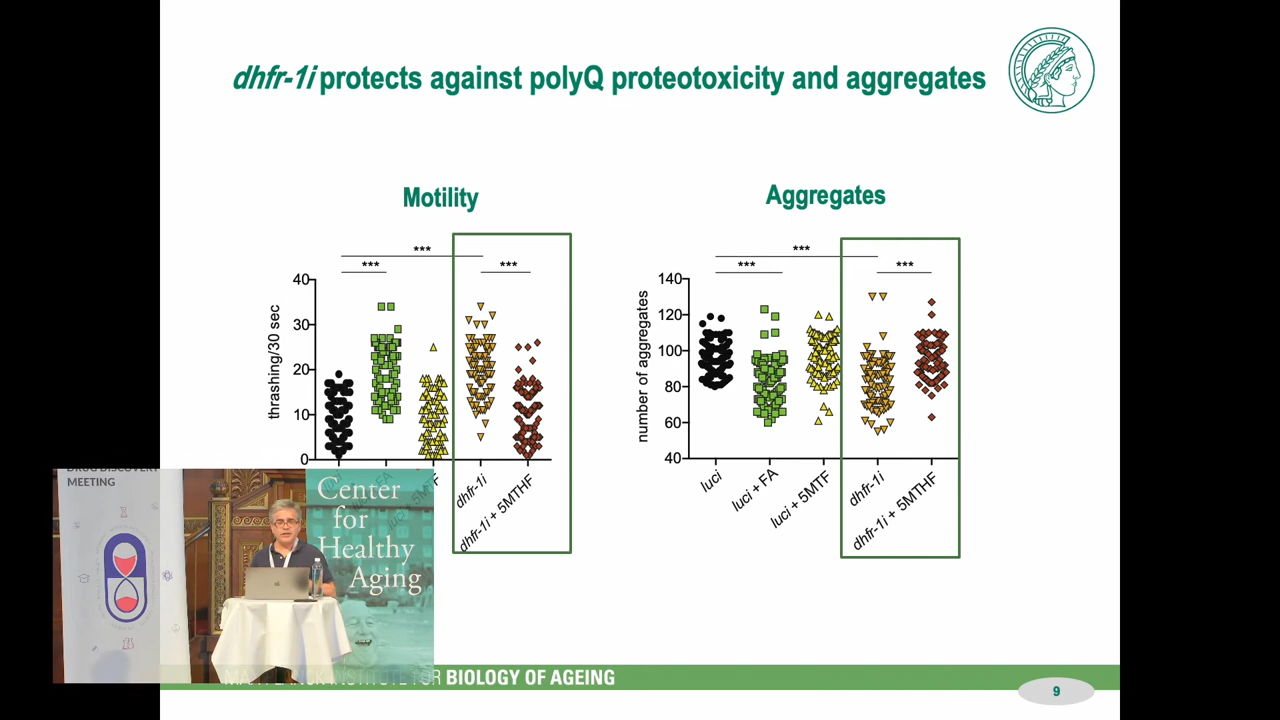 dhfr-1i protects against polyQ proteotoxicity and aggregates
Motility
***
***
***
40
30
20
10
0
thrashing/30 sec
dhfr-1i
dhfr-1i + 5MTHF
Aggregates
***
***
***
140
120
100
80
60
40
number of aggregates
luci
luci + FA
luci + 5MTF
dhfr-1i
dhfr-1i + 5MTHF
DRUG DISCOVERY
MEETING
Center
for
Healthy
Aging
MAX PLANCK INSTITUTE FOR BIOLOGY OF AGEING
9